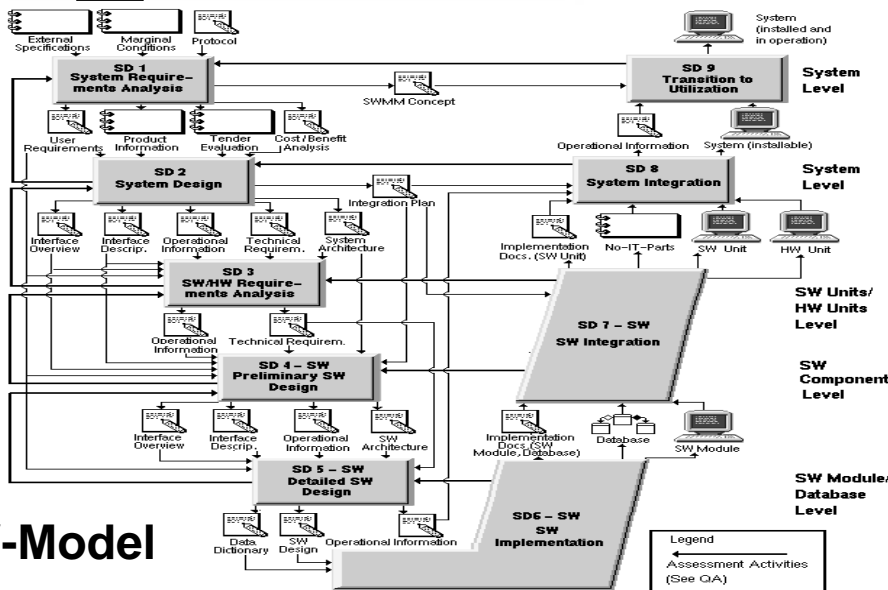 External
Specifications
Marginal
Conditions
Protocol
System
(installed and
in operation)
SD 1
System Require-
ments Analysis
SWMM Concept
SD 9
Transition to
Utilization
System
Level
User
Requirements
Product
Information
Tender
Evaluation
Cost/Benefit
Analysis
Operational Information
System (installable)
SD 2
System Design
Integration Plan
SD 8
System Integration
System
Level
Interface
Overview
Interface
Descrip.
Operational
Information
Technical
Requirem.
System
Architecture
Implementation
Docs. (SW Unit)
No-IT-Parts
SW Unit
HW Unit
SD 3
SW/HW Require-
ments Analysis
SW Units/
HW Units
Level
Operational
Information
Technical Requirem.
SD 7 - SW
SW Integration
SD 4 - SW
Preliminary SW
Design
SW
Component
Level
Interface
Overview
Interface
Descrip.
Operational
Information
SW
Architecture
Implementation
Docs. (SW
Module, Database)
Database
SW Module
SD 5 - SW
Detailed SW
Design
SW Module/
Database
Level
SD6 - SW
SW
Implementation
-Model
Data
Dictionary
SW
Design
Operational Information
Legend
Assessment Activities
(See QA)